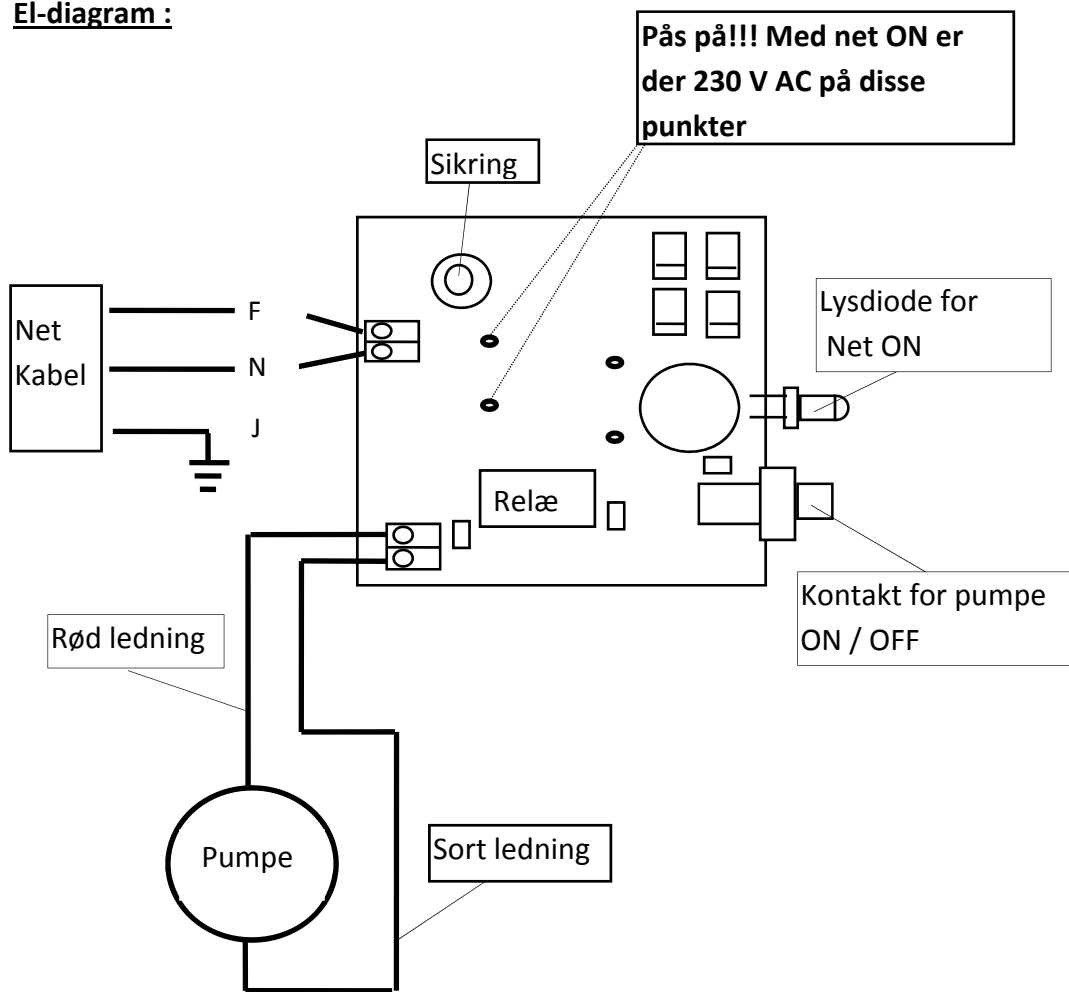 El-diagram :
Pås på!!! Med net ON er
der 230 V AC på disse
punkter
Sikring
Net
Kabel
F
N
J
Lysdiode for
Net ON
Relæ
Kontakt for pumpe
ON / OFF
Rød ledning
Pumpe
Sort ledning